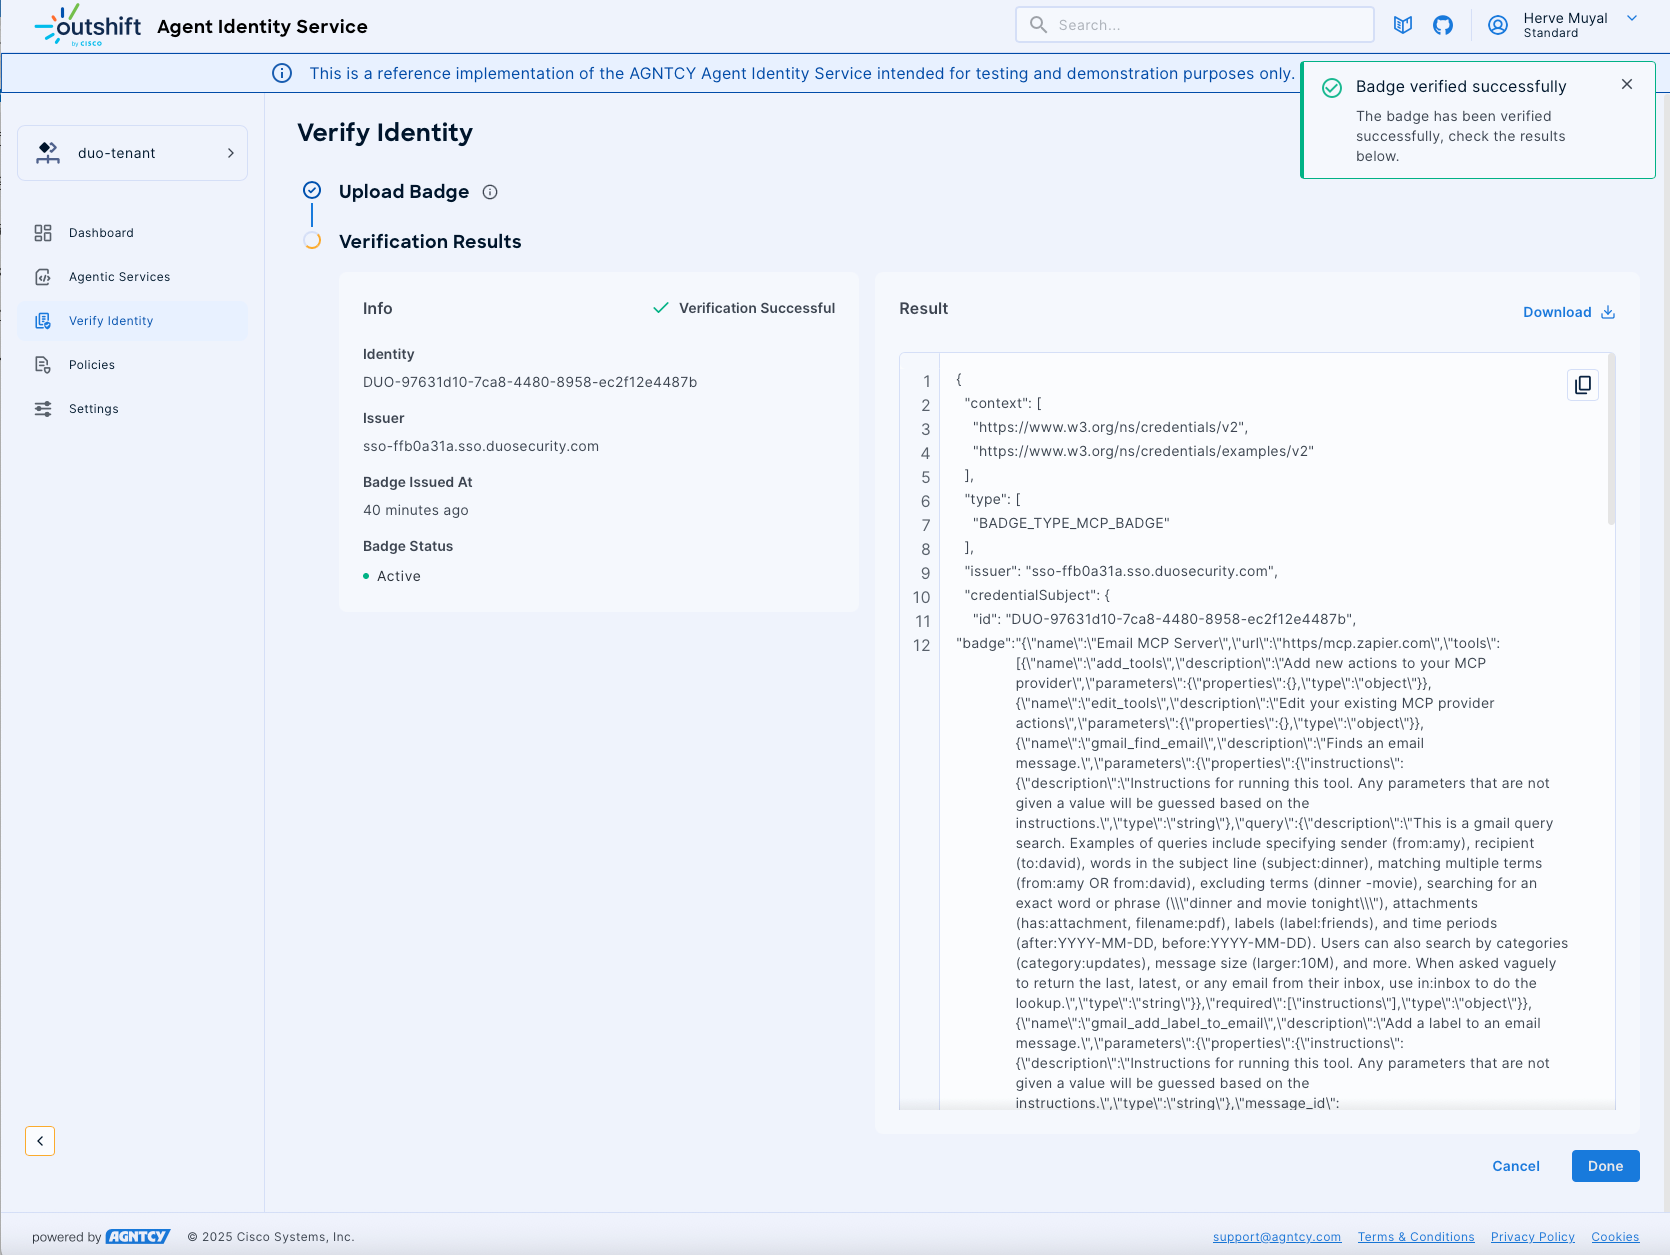 outshift
by CISCO
Agent Identity Service
Search...
Herve Muyal
Standard
This is a reference implementation of the AGNTCY Agent Identity Service intended for testing and demonstration purposes only.
Badge verified successfully
The badge has been verified
successfully, check the results
below.
duo-tenant
Dashboard
Agentic Services
Verify Identity
Policies
Settings
Verify Identity
Upload Badge
Verification Results
Info
Verification Successful
Identity
DUO-97631d10-7ca8-4480-8958-ec2f12e4487b
Issuer
sso-ffb0a31a.sso.duosecurity.com
Badge Issued At
40 minutes ago
Badge Status
Active
Result
Download
1 {
2 "context": [
3 "https://www.w3.org/ns/credentials/v2",
4 "https://www.w3.org/ns/credentials/examples/v2"
5 ],
6 "type": [
7 "BADGE_TYPE_MCP_BADGE"
8 ],
9 "issuer": "sso-ffb0a31a.sso.duosecurity.com",
10 "credentialSubject": {
11 "id": "DUO-97631d10-7ca8-4480-8958-ec2f12e4487b",
12 "badge":"{\"name\":\"Email MCP Server\",\"url\":\"https/mcp.zapier.com\",\"tools\":
[{\"name\":\"add_tools\",\"description\":\"Add new actions to your MCP
provider\",\"parameters\":{\"properties\":{},\"type\":\"object\"}},
{\"name\":\"edit_tools\",\"description\":\"Edit your existing MCP provider
actions\",\"parameters\":{\"properties\":{},\"type\":\"object\"}},
{\"name\":\"gmail_find_email\",\"description\":\"Finds an email
message.\",\"parameters\":{\"properties\":{\"instructions\":
{\"description\":\"Instructions for running this tool. Any parameters that are not
given a value will be guessed based on the
instructions.\",\"type\":\"string\"},\"query\":{\"description\":\"This is a gmail query
search. Examples of queries include specifying sender (from:amy), recipient
(to:david), words in the subject line (subject:dinner), matching multiple terms
(from:amy OR from:david), excluding terms (dinner -movie), searching for an
exact word or phrase (\\\"dinner and movie tonight\\\"), attachments
(has:attachment, filename:pdf), labels (label:friends), and time periods
(after:YYYY-MM-DD, before:YYYY-MM-DD). Users can also search by categories
(category:updates), message size (larger:10M), and more. When asked vaguely
to return the last, latest, or any email from their inbox, use in:inbox to do the
lookup.\",\"type\":\"string\"}},\"required\":[\"instructions\"],\"type\":\"object\"}},
{\"name\":\"gmail_add_label_to_email\",\"description\":\"Add a label to an email
message.\",\"parameters\":{\"properties\":{\"instructions\":
{\"description\":\"Instructions for running this tool. Any parameters that are not
given a value will be guessed based on the
instructions.\",\"type\":\"string\"},\"message_id\":
Cancel
Done
powered by AGNTCY
© 2025 Cisco Systems, Inc.
support@agntcy.com
Terms & Conditions
Privacy Policy
Cookies